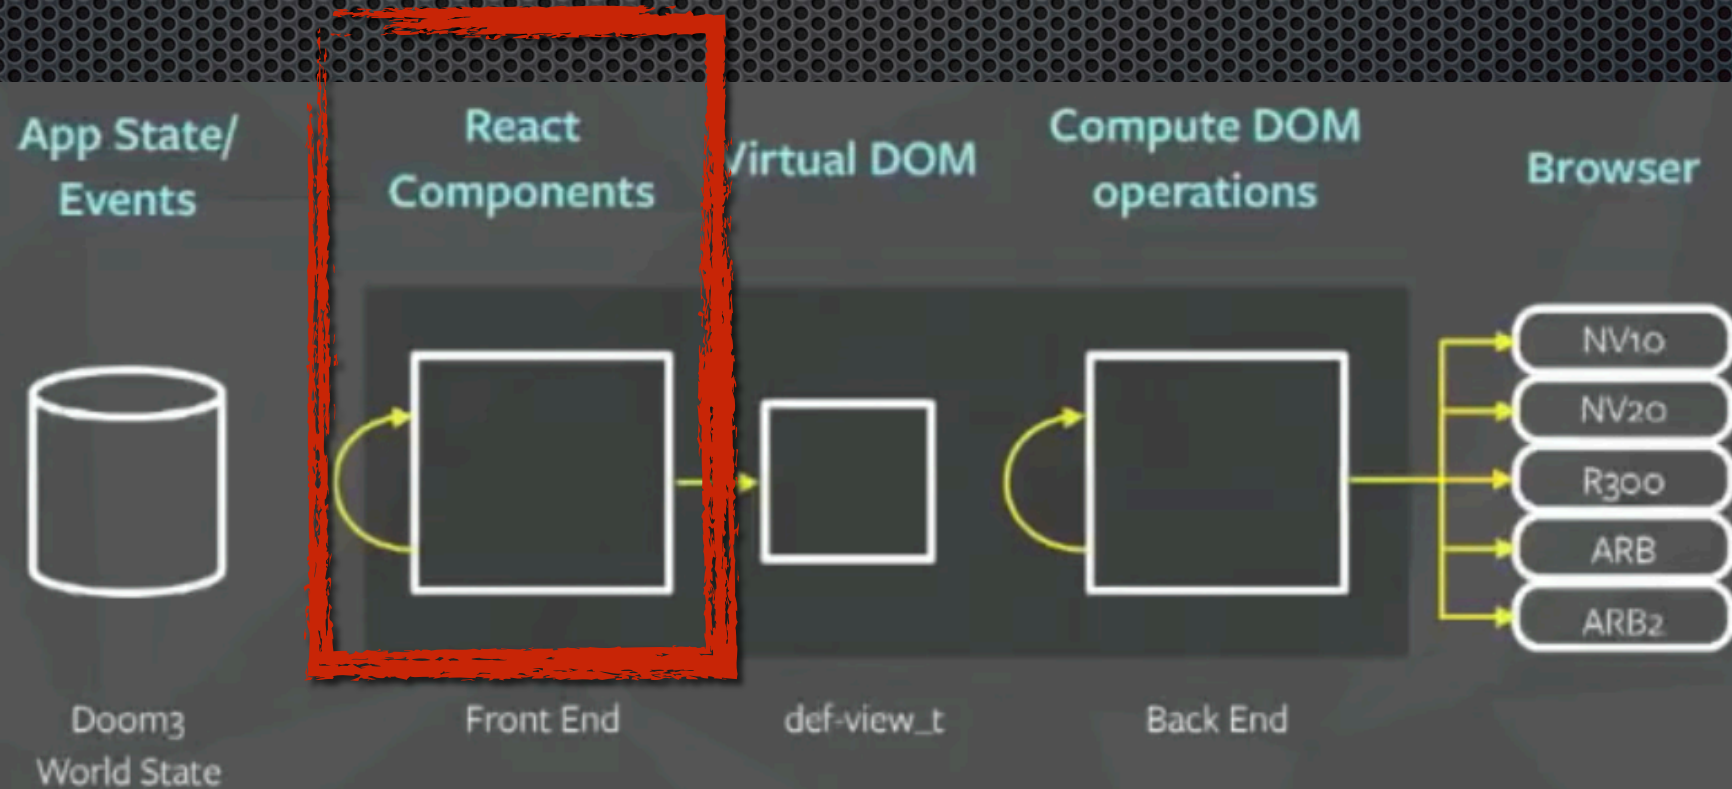 App State/
Events
React
Components
Virtual DOM
Compute DOM
operations
Browser
NV10
NV20
R300
ARB
ARB2
Doom3
World State
Front End
def-view_t
Back End